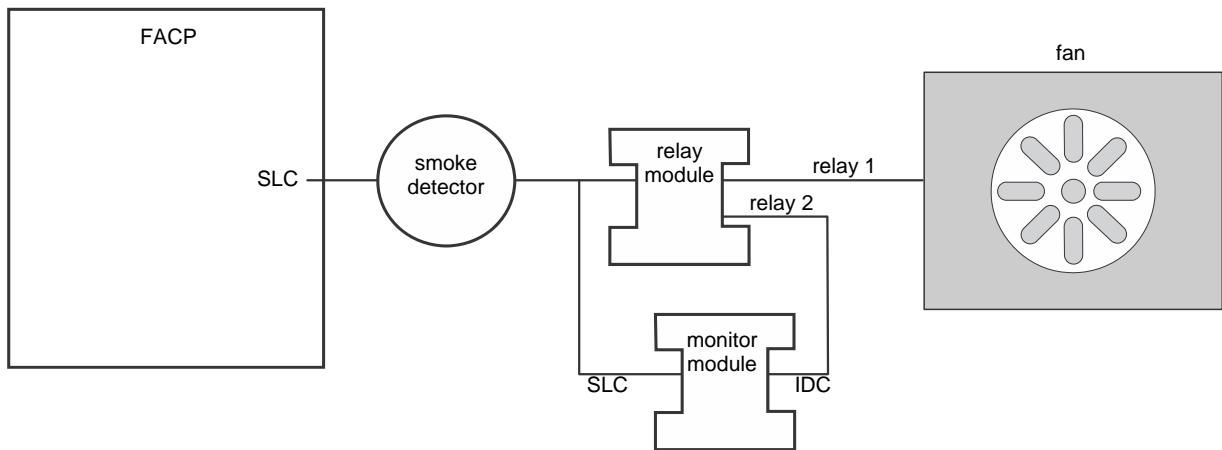 FACP
fan
SLC
smoke
detector
relay
module
relay 1
relay 2
monitor
module
SLC
IDC